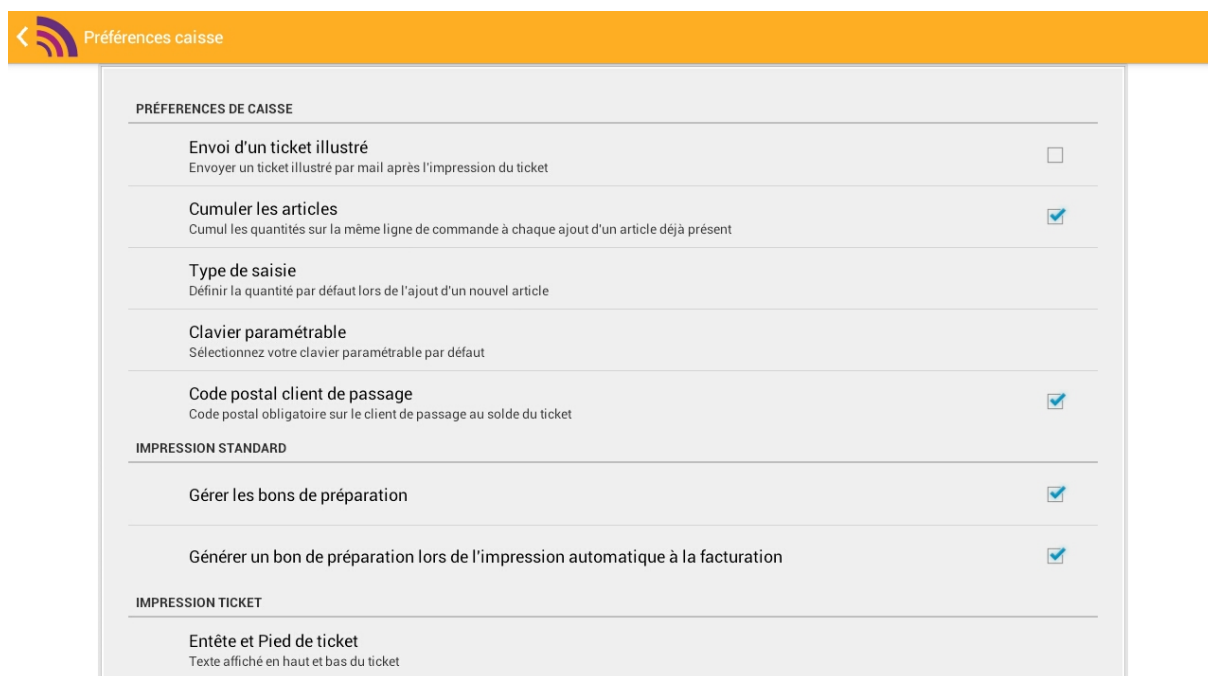 Préférences caisse
PRÉFERENCES DE CAISSE
Envoi d'un ticket illustré
Envoyer un ticket illustré par mail après l'impression du ticket
Cumuler les articles
Cumul les quantités sur la même ligne de commande à chaque ajout d'un article déjà présent
Type de saisie
Définir la quantité par défaut lors de l'ajout d'un nouvel article
Clavier paramétrable
Sélectionnez votre clavier paramétrable par défaut
Code postal client de passage
Code postal obligatoire sur le client de passage au solde du ticket
IMPRESSION STANDARD
Gérer les bons de préparation
Générer un bon de préparation lors de l'impression automatique à la facturation
IMPRESSION TICKET
Entête et Pied de ticket
Texte affiché en haut et bas du ticket